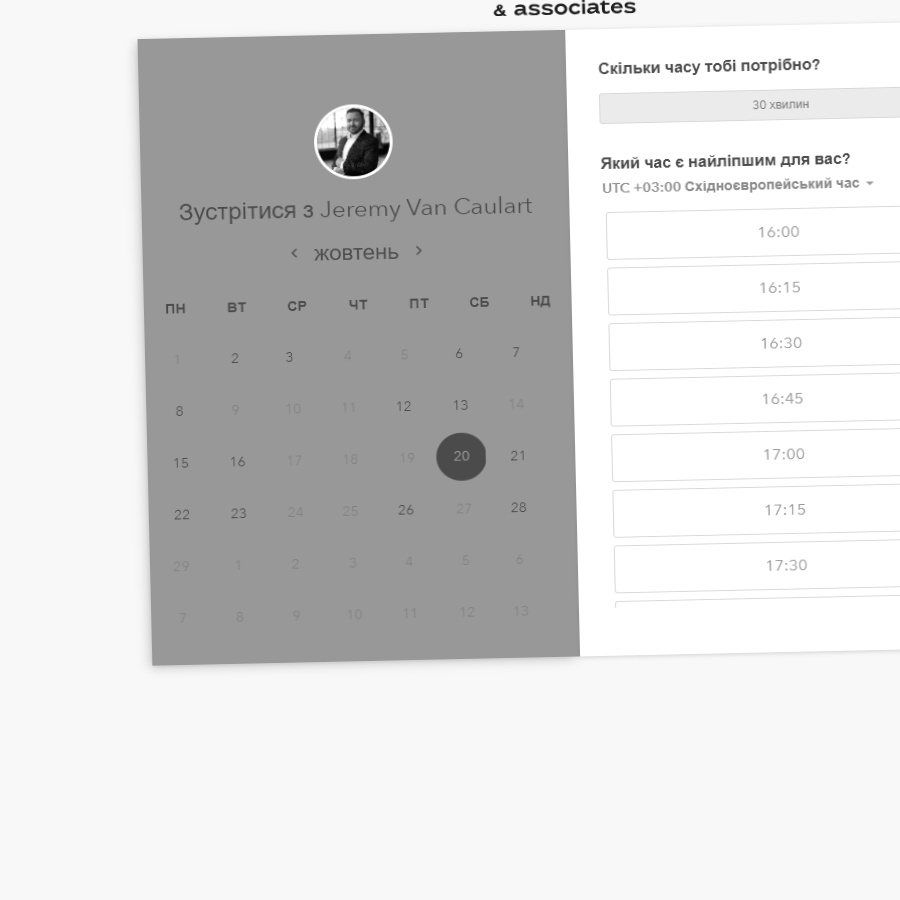 & associates
Зустрітися з Jeremy Van Caulart
жовтень
ПН ВТ СР ЧТ ПТ СБ НД
1 2 3 4 5 6 7
8 9 10 11 12 13 14
15 16 17 18 19 20 21
22 23 24 25 26 27 28
29 1 2 3 4 5 6
7 8 9 10 11 12 13
Скільки часу тобі потрібно?
30 хвилин
Який час є найліпшим для вас?
UTC +03:00 Східноєвропейський час
16:00
16:15
16:30
16:45
17:00
17:15
17:30